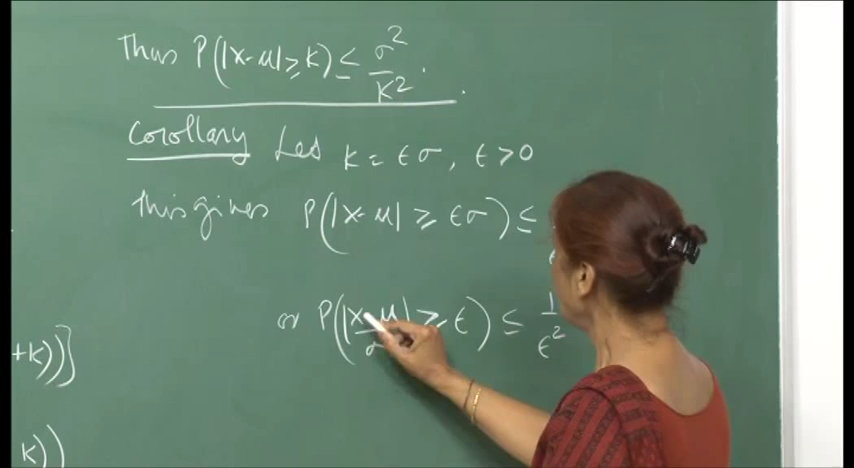 Thus P(|X-μ|≥K) ≤ σ²/K².
Corollary Let K = εσ, ε>0
This gives P(|X-μ| ≥ εσ) ≤
or P(|X-μ|/σ ≥ ε) ≤ 1/ε²
+K))]
K))